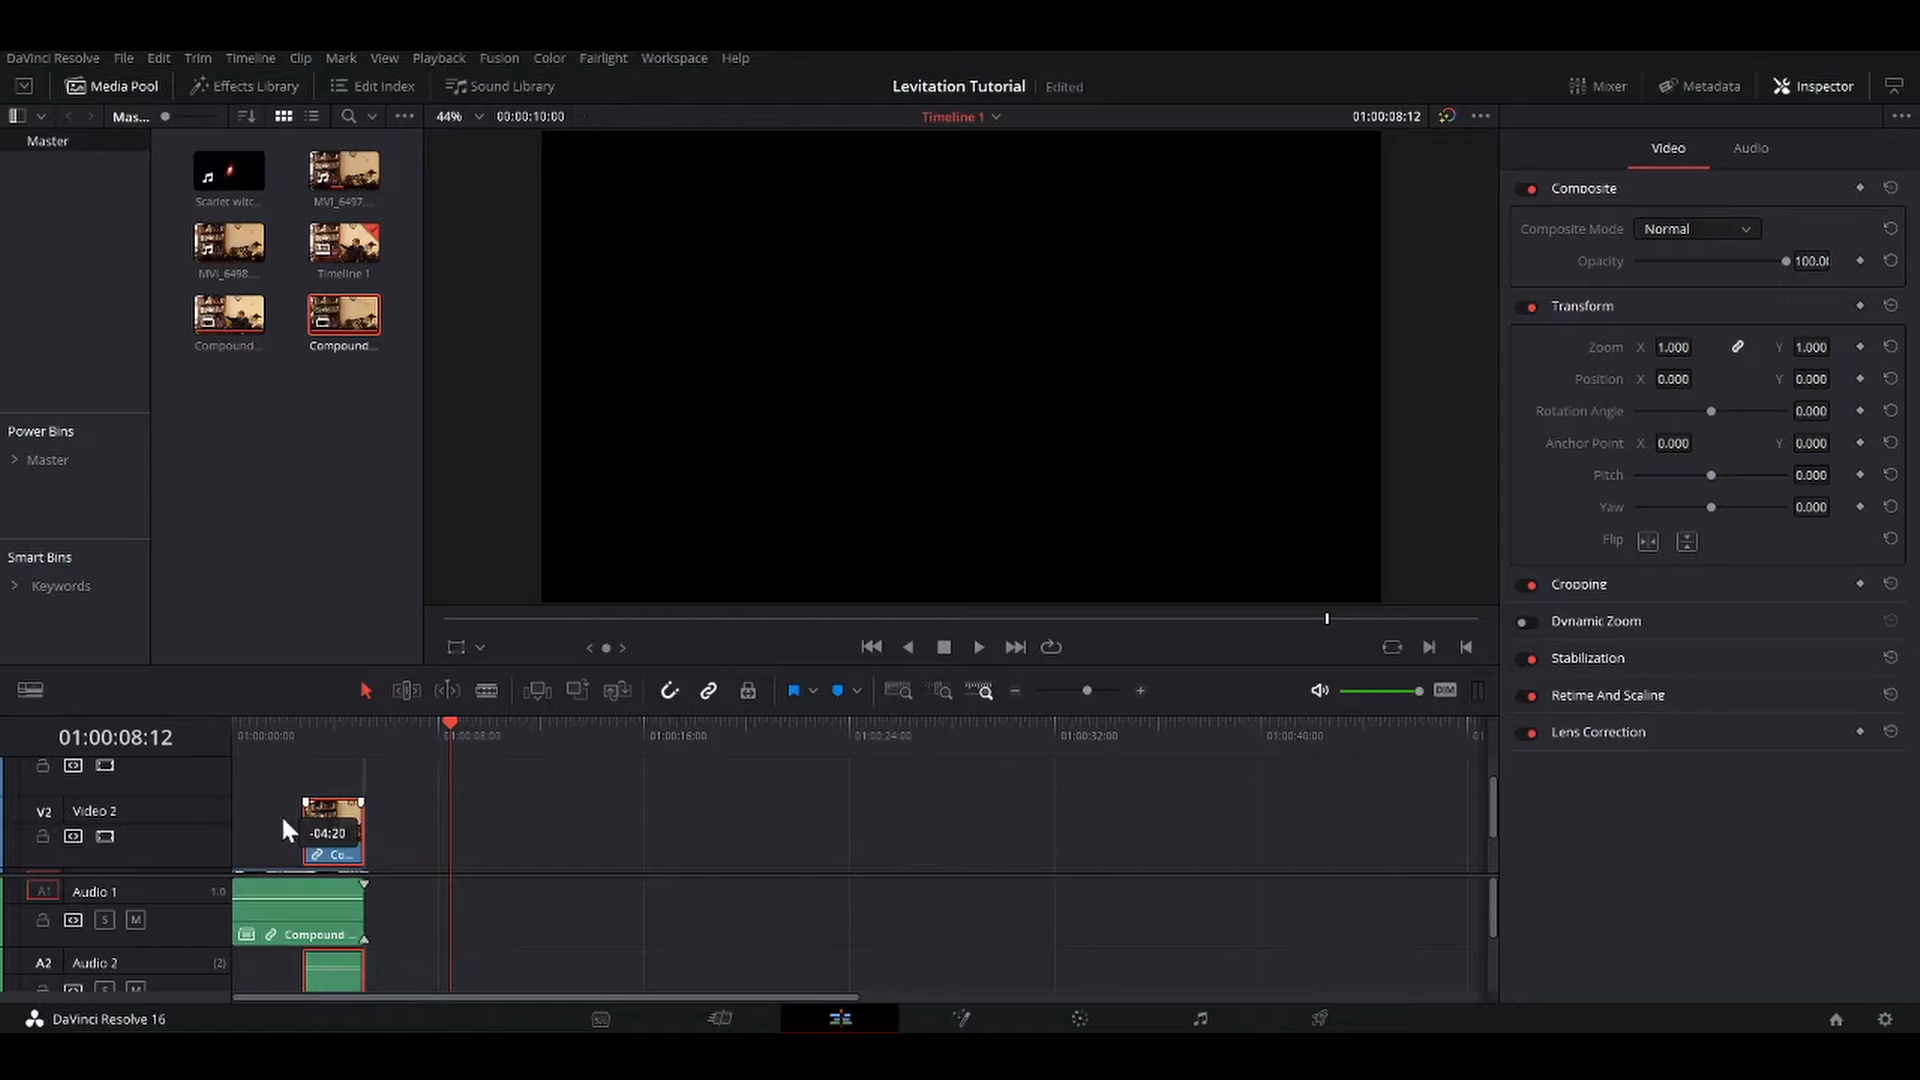 DaVinci Resolve File Edit Trim Timeline Clip Mark View Playback Fusion Color Fairlight Workspace Help
Media Pool Effects Library Edit Index Sound Library Levitation Tutorial Edited Mixer Metadata Inspector
Mas... 44% 00:00:10:00 Timeline 1 01:00:08:12
Master
Video Audio
Composite
Scarlet witc... MVI_6497....
Composite Mode Normal
Opacity 100.0
MVI_6498.... Timeline 1
Transform
Compound... Compound...
Zoom X 1.000 Y 1.000
Position X 0.000 Y 0.000
Rotation Angle 0.000
Power Bins
Anchor Point X 0.000 Y 0.000
Master
Pitch 0.000
Yaw 0.000
Flip
Smart Bins
Keywords
Cropping
Dynamic Zoom
Stabilization
DIM
Retime And Scaling
Lens Correction
01:00:08:12 01:00:00:00 01:00:08:00 01:00:16:00 01:00:24:00 01:00:32:00 01:00:40:00 01
V2 Video 2
-04:20
Co...
A1 Audio 1 1.0
S M
Compound ...
A2 Audio 2 (2)
S M
DaVinci Resolve 16